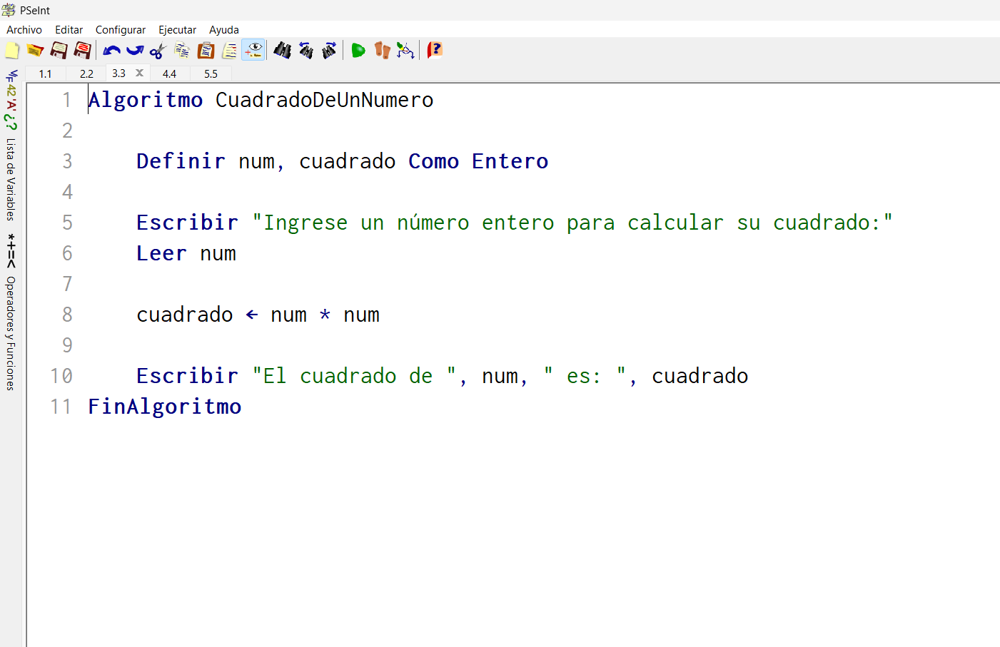 PSeInt
Archivo Editar Configurar Ejecutar Ayuda
1.1 2.2 3.3 X 4.4 5.5
VF 42 'A' ¿? Lista de Variables
*+=< Operadores y Funciones
1 Algoritmo CuadradoDeUnNumero
2
3 Definir num, cuadrado Como Entero
4
5 Escribir "Ingrese un número entero para calcular su cuadrado:"
6 Leer num
7
8 cuadrado ← num * num
9
10 Escribir "El cuadrado de ", num, " es: ", cuadrado
11 FinAlgoritmo